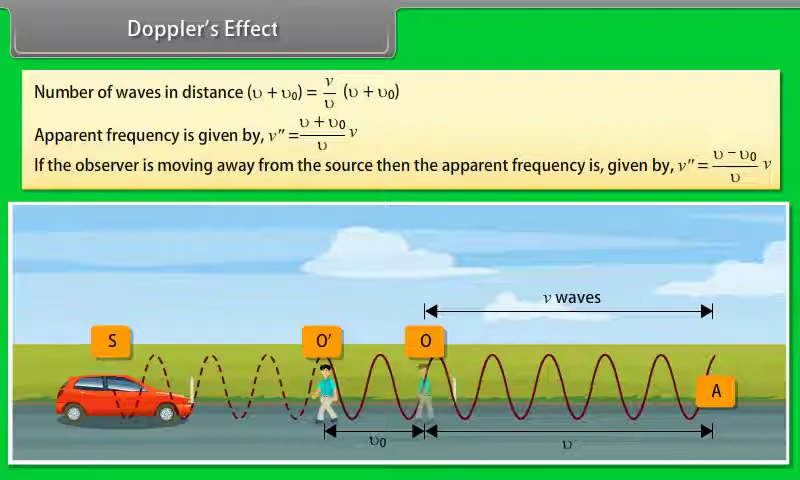 Doppler's Effect
Number of waves in distance (υ + υ₀) = ν/υ (υ + υ₀)
Apparent frequency is given by, ν″ = (υ + υ₀)/υ ν
If the observer is moving away from the source then the apparent frequency is, given by, ν″ = (υ − υ₀)/υ ν
ν waves
S O′ O
A
υ₀ υ